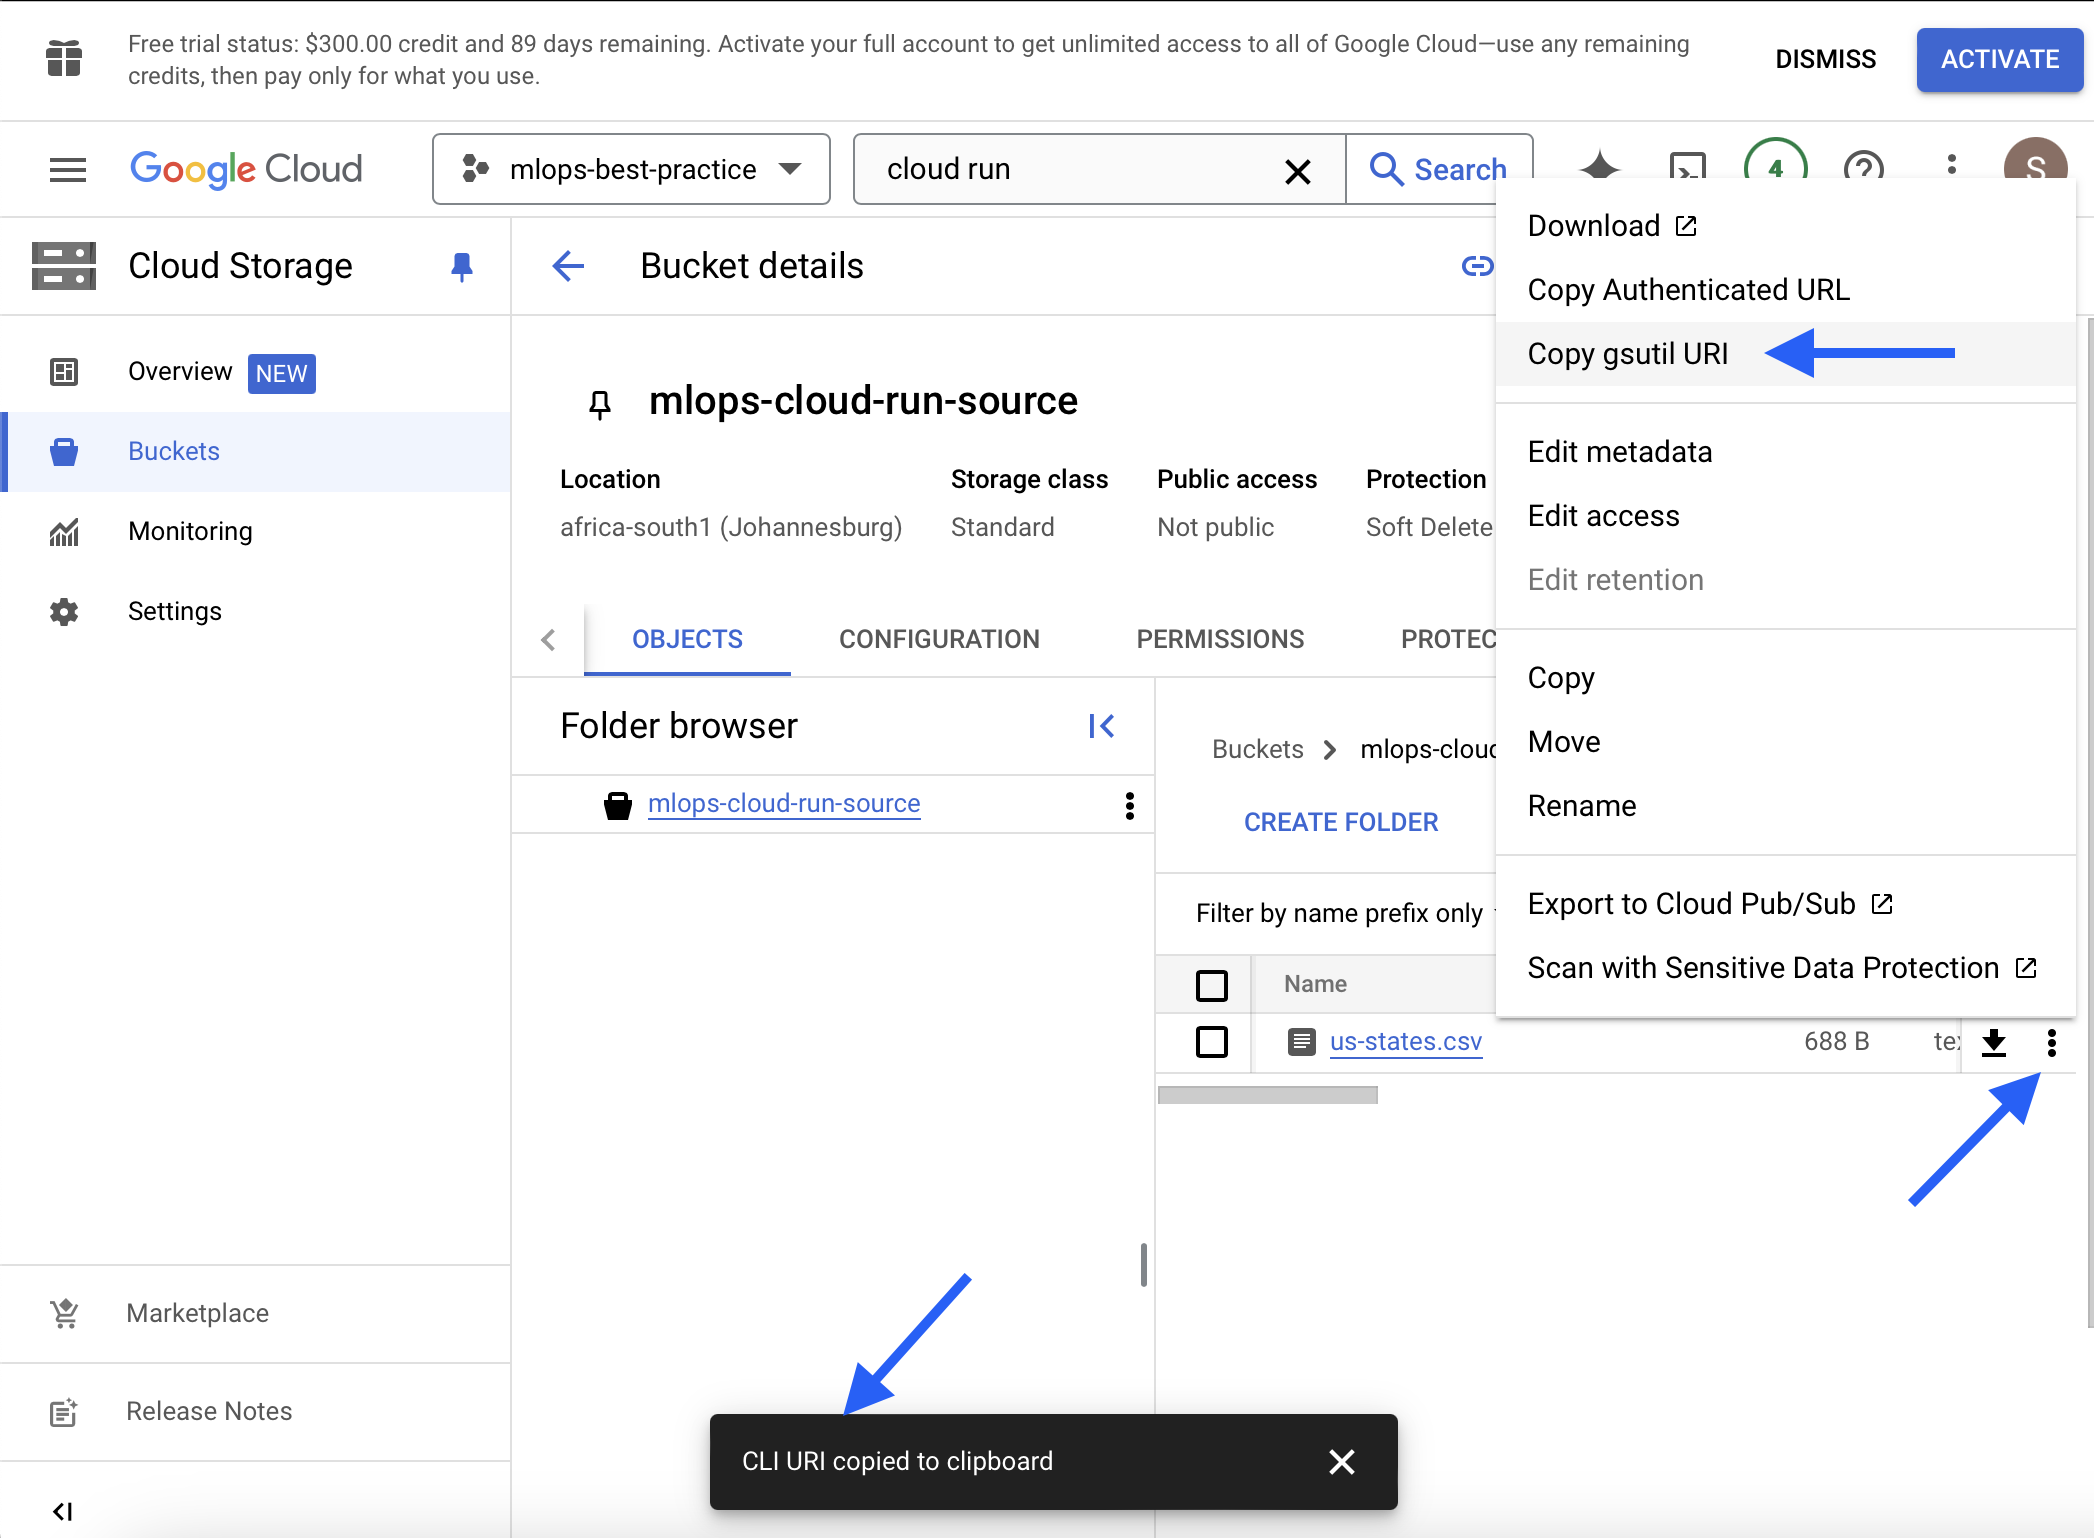 Free trial status: $300.00 credit and 89 days remaining. Activate your full account to get unlimited access to all of Google Cloud—use any remaining
credits, then pay only for what you use.
DISMISS
ACTIVATE
Google Cloud
mlops-best-practice
cloud run
Search
4
S
Cloud Storage
Bucket details
Overview NEW
Buckets
Monitoring
Settings
Marketplace
Release Notes
mlops-cloud-run-source
Location
Storage class
Public access
Protection
africa-south1 (Johannesburg)
Standard
Not public
Soft Delete
OBJECTS
CONFIGURATION
PERMISSIONS
PROTEC
Folder browser
mlops-cloud-run-source
Buckets
mlops-cloud
CREATE FOLDER
Filter by name prefix only
Name
us-states.csv
688 B
te
Download
Copy Authenticated URL
Copy gsutil URI
Edit metadata
Edit access
Edit retention
Copy
Move
Rename
Export to Cloud Pub/Sub
Scan with Sensitive Data Protection
CLI URI copied to clipboard